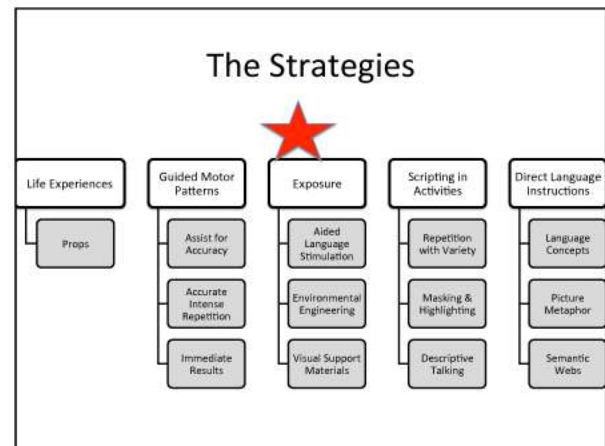 The Strategies
Life Experiences
Props
Guided Motor
Patterns
Assist for
Accuracy
Accurate
Intense
Repetition
Immediate
Results
Exposure
Aided
Language
Stimulation
Environmental
Engineering
Visual Support
Materials
Scripting in
Activities
Repetition
with Variety
Masking &
Highlighting
Descriptive
Talking
Direct Language
Instructions
Language
Concepts
Picture
Metaphor
Semantic
Webs